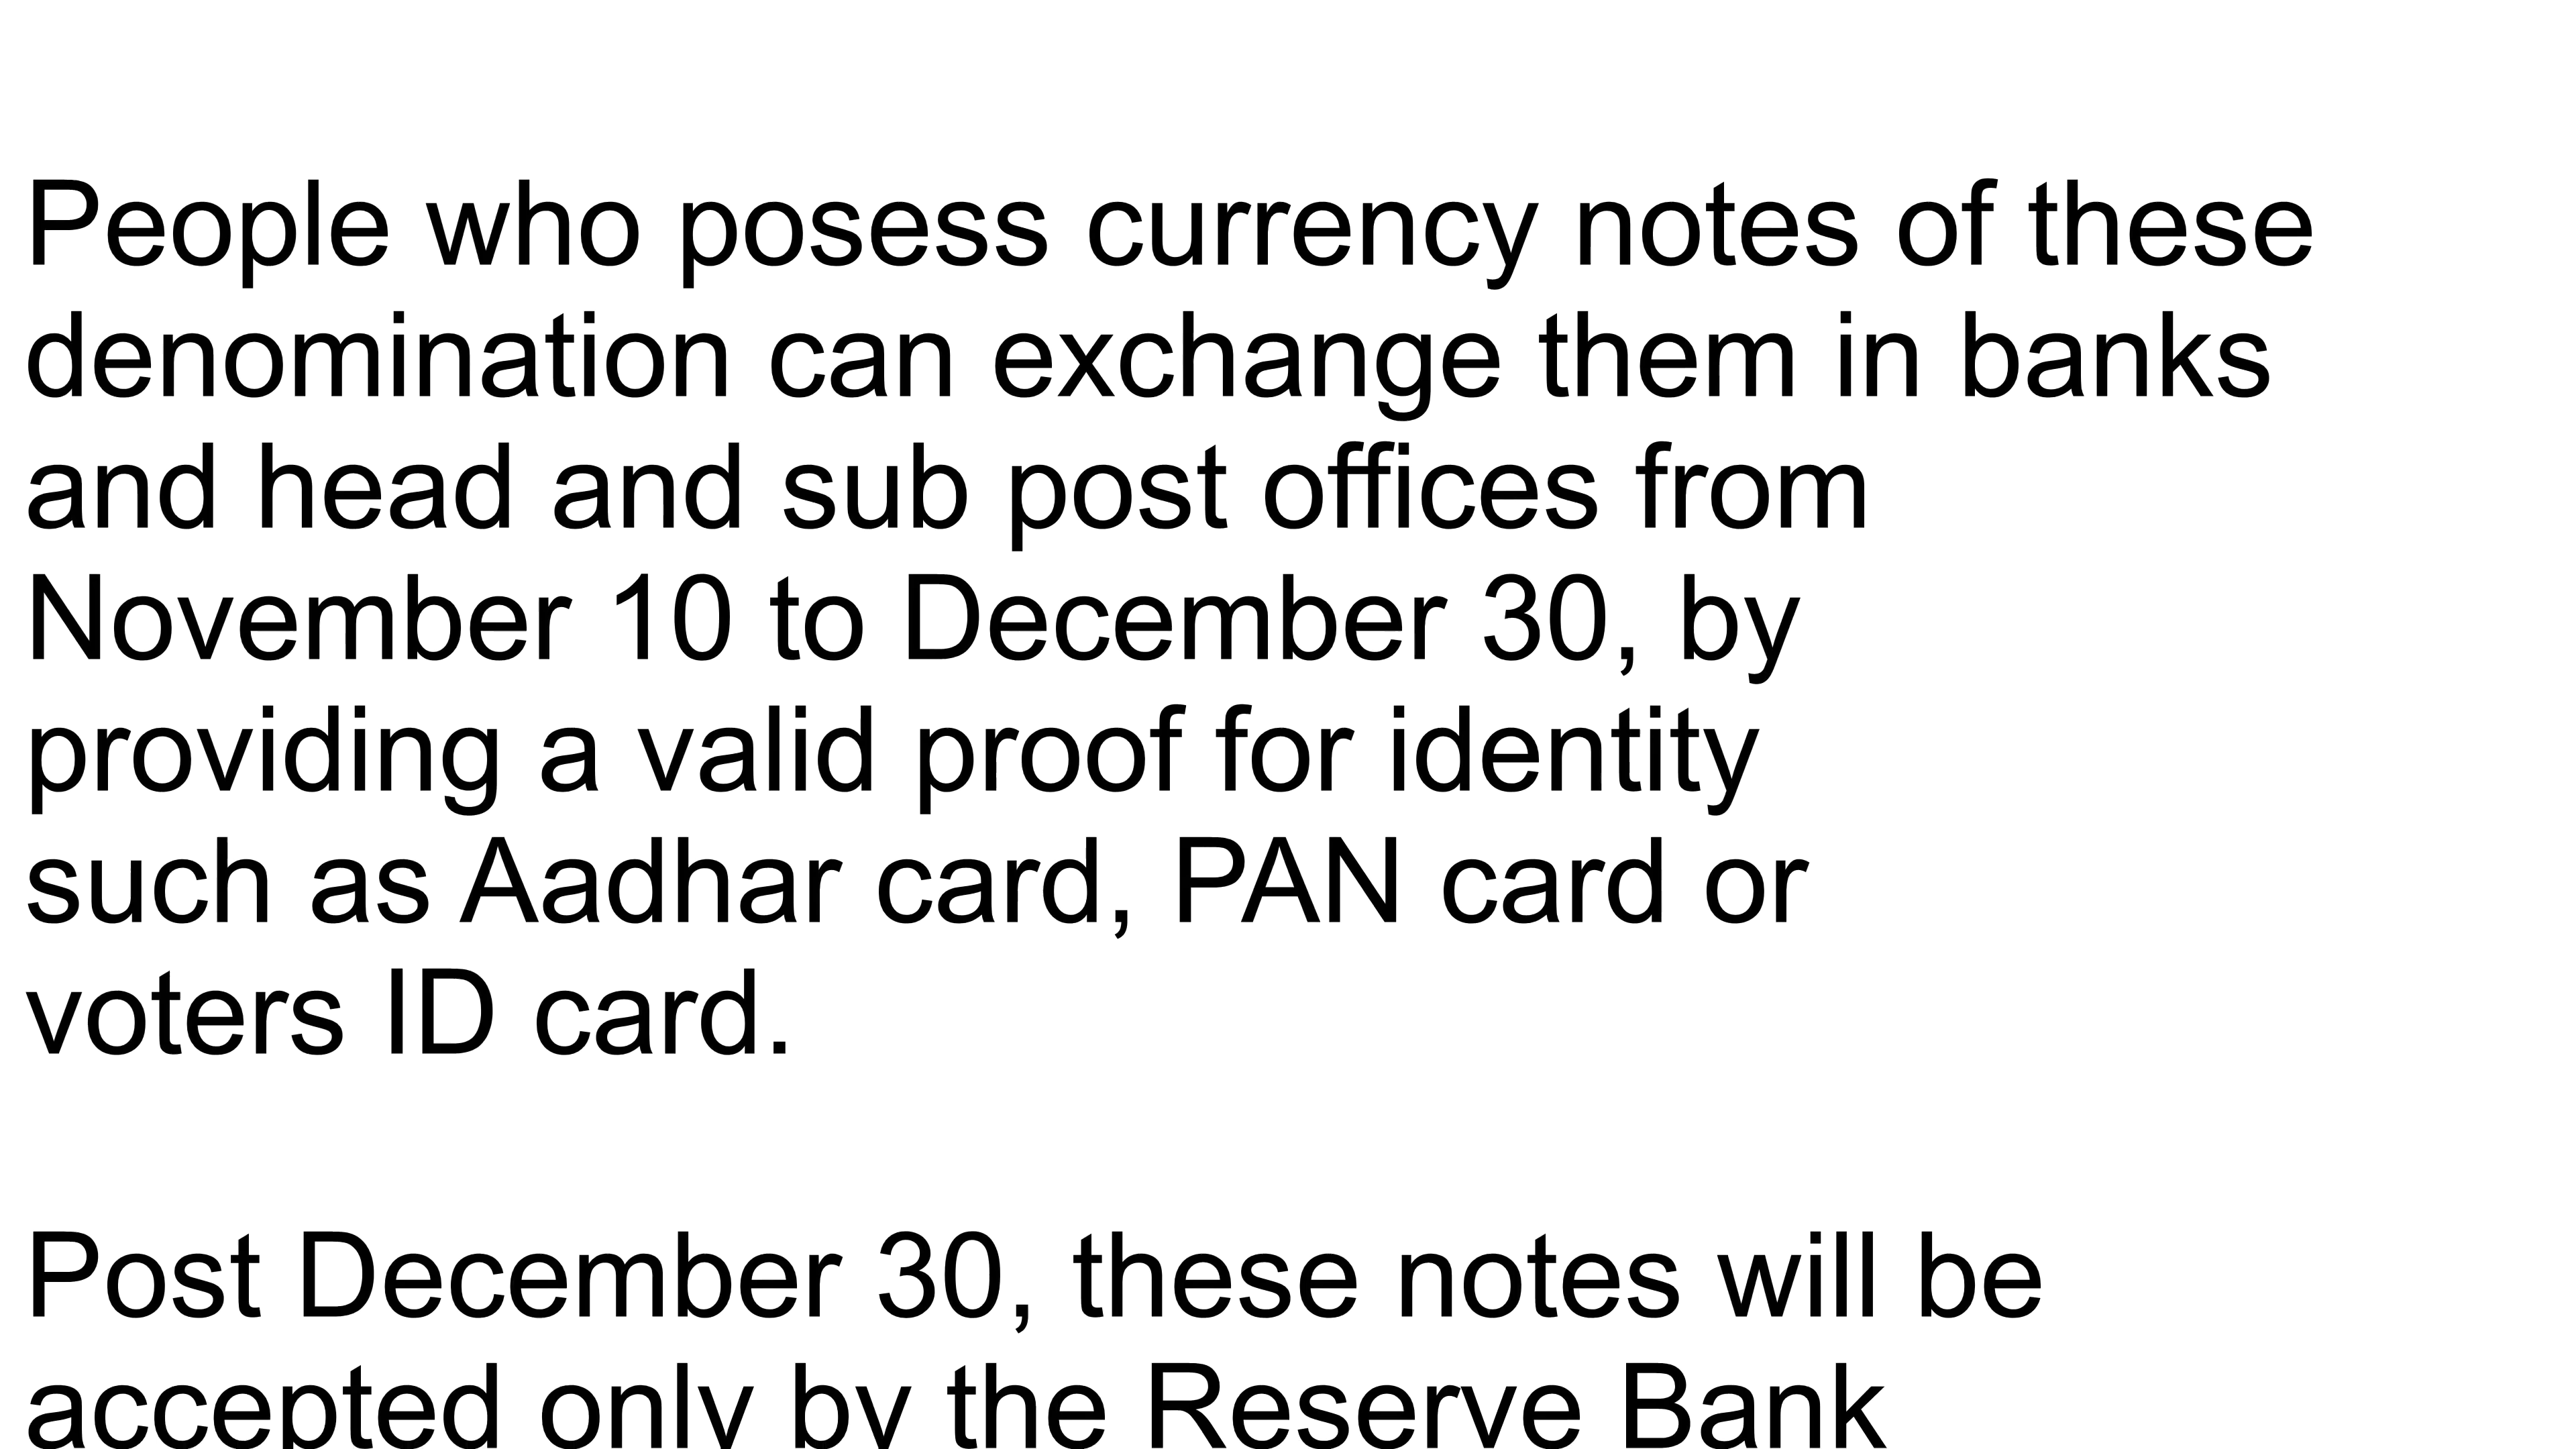 People who posess currency notes of these
denomination can exchange them in banks
and head and sub post offices from
November 10 to December 30, by
providing a valid proof for identity
such as Aadhar card, PAN card or
voters ID card.
Post December 30, these notes will be
accepted only by the Reserve Bank